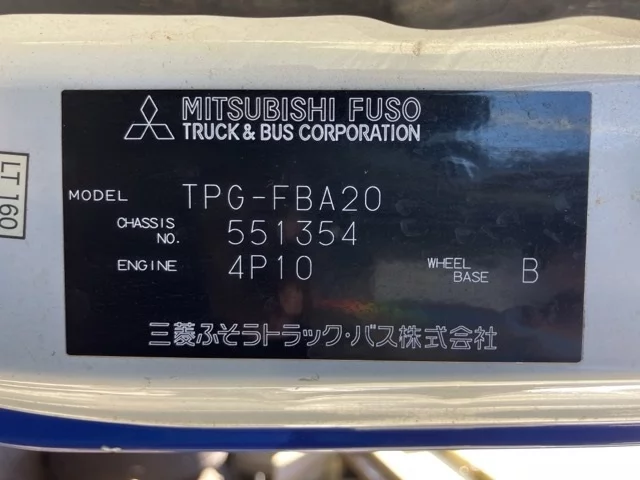 MITSUBISHI FUSO
TRUCK & BUS CORPORATION
MODEL TPG-FBA20
CHASSIS NO. 551354
ENGINE 4P10 WHEEL BASE B
三菱ふそうトラック・バス株式会社
LT 160